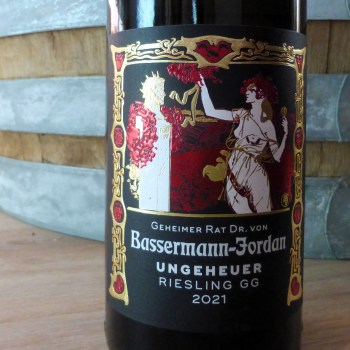 Geheimer Rat Dr. von
Bassermann-Jordan
UNGEHEUER
RIESLING GG
2021